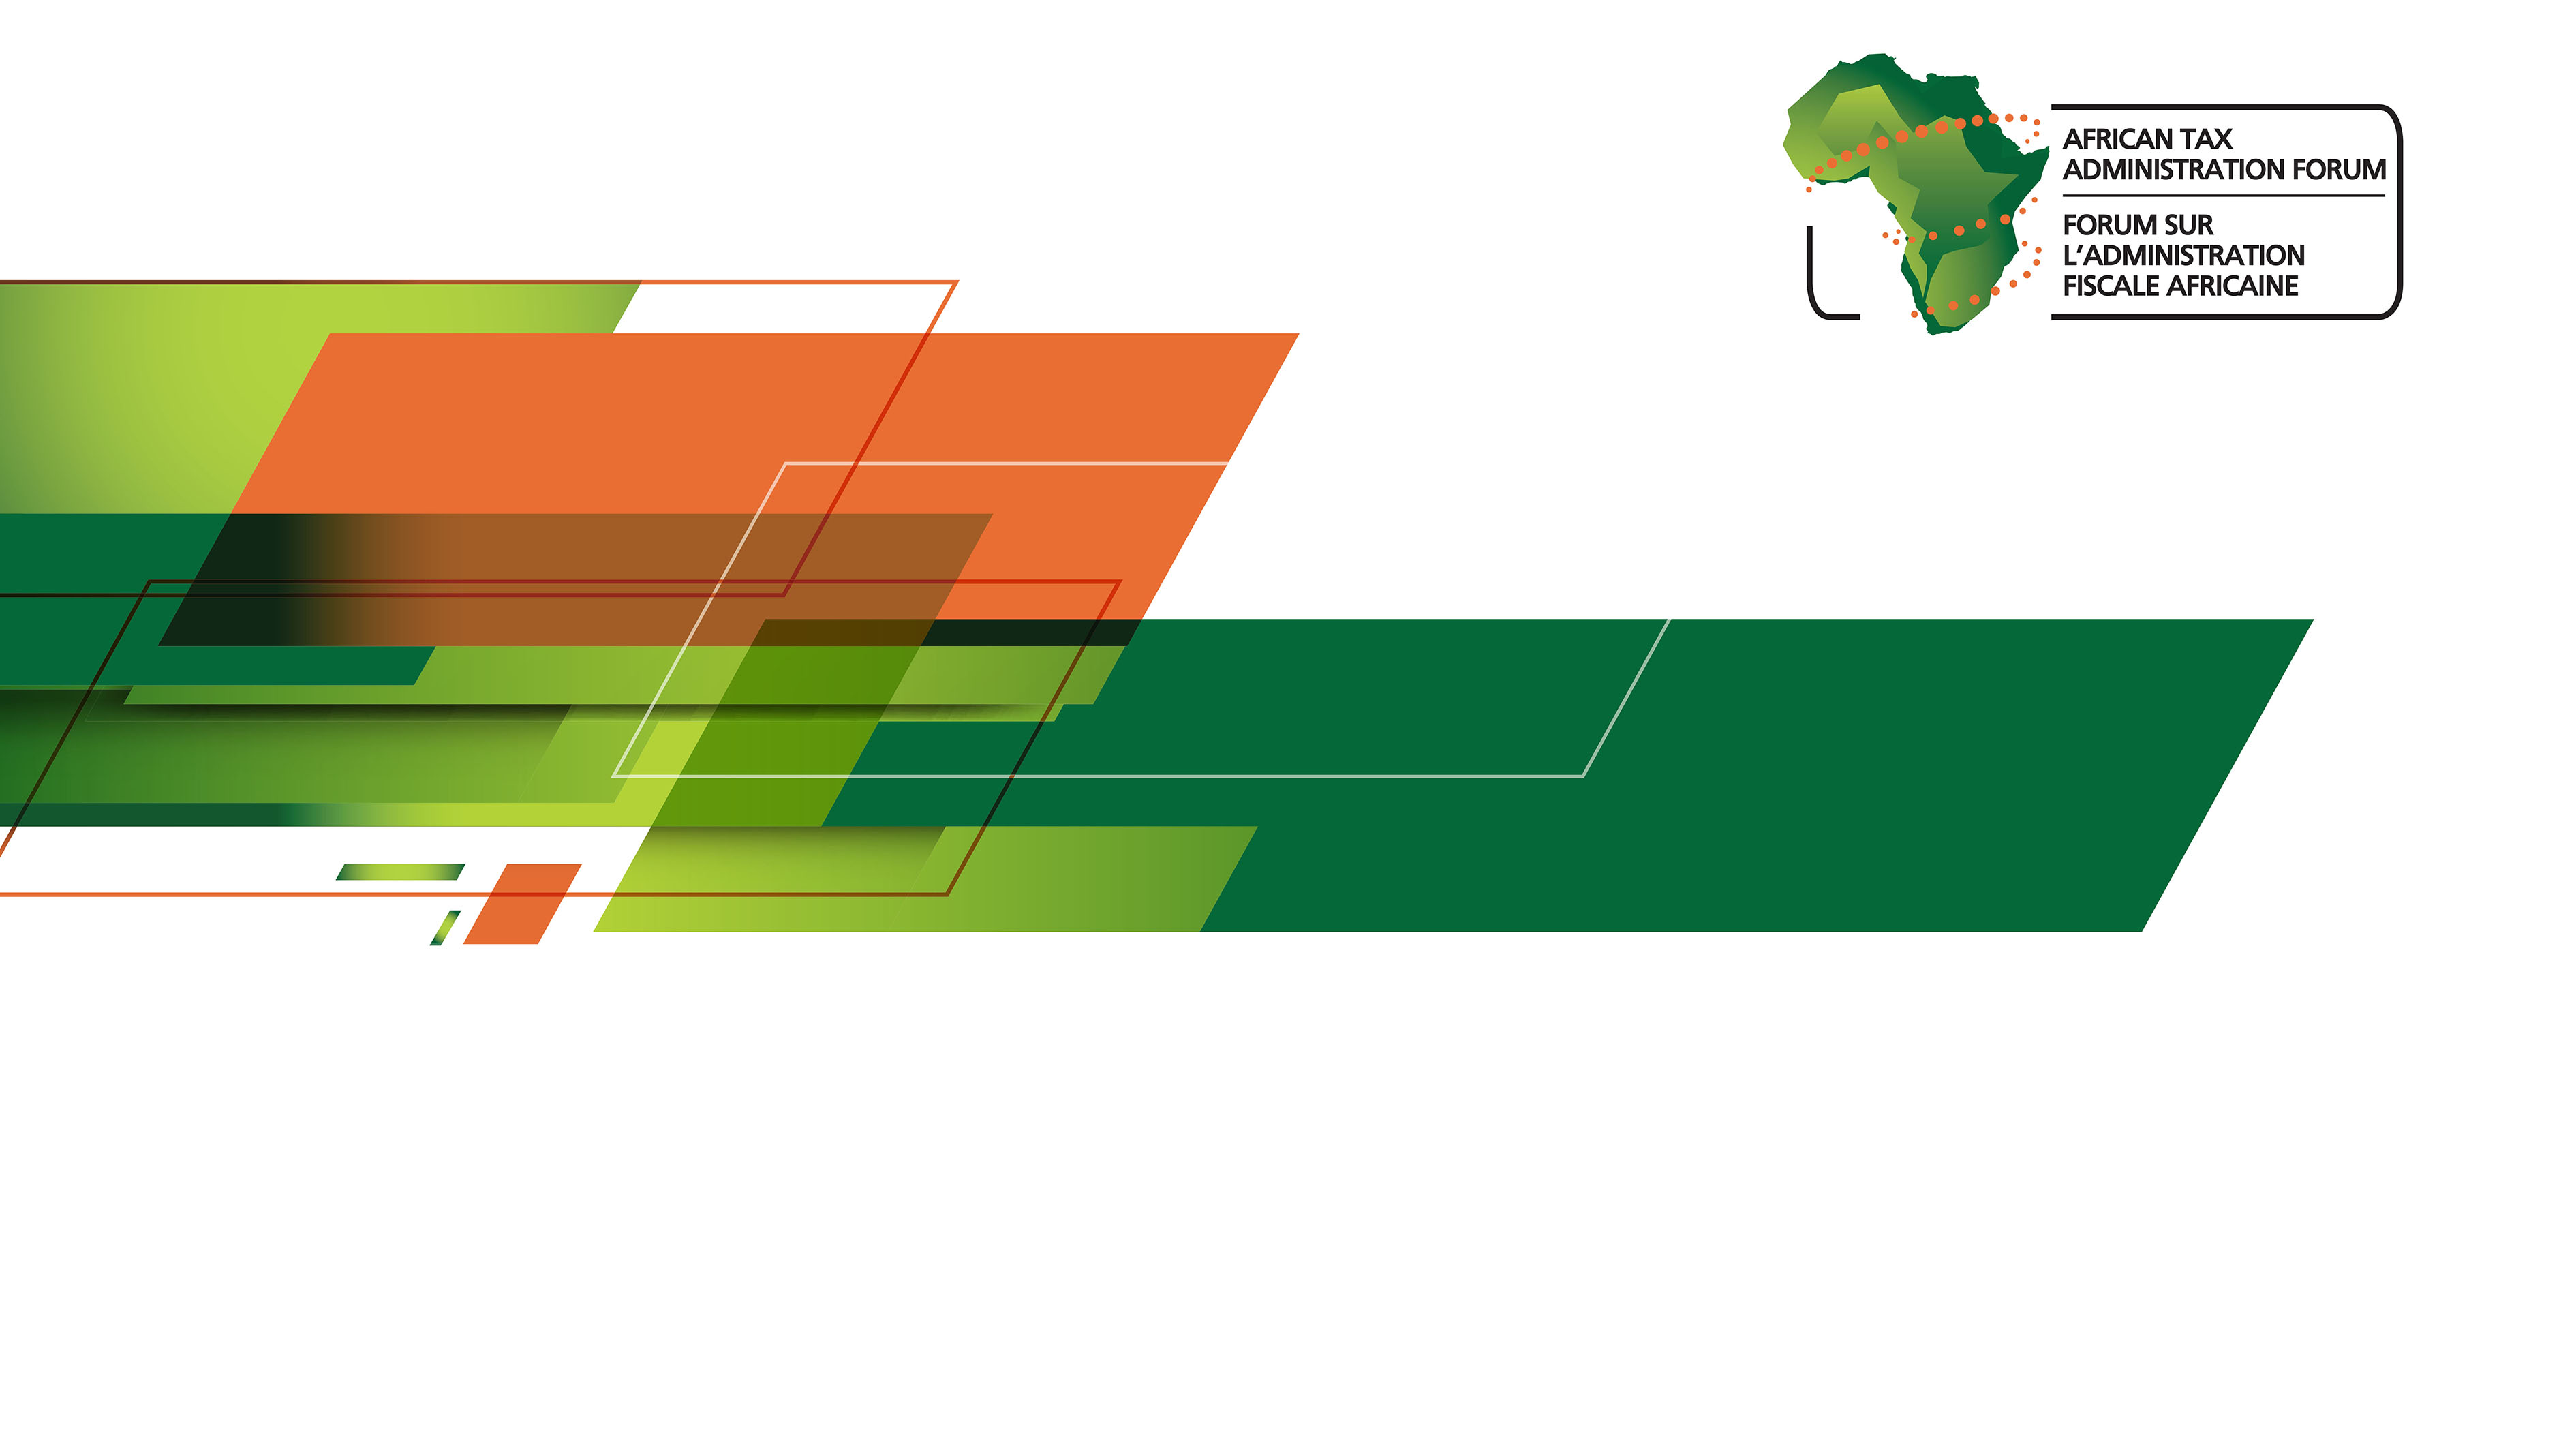 AFRICAN TAX
ADMINISTRATION FORUM
FORUM SUR
L'ADMINISTRATION
FISCALE AFRICAINE